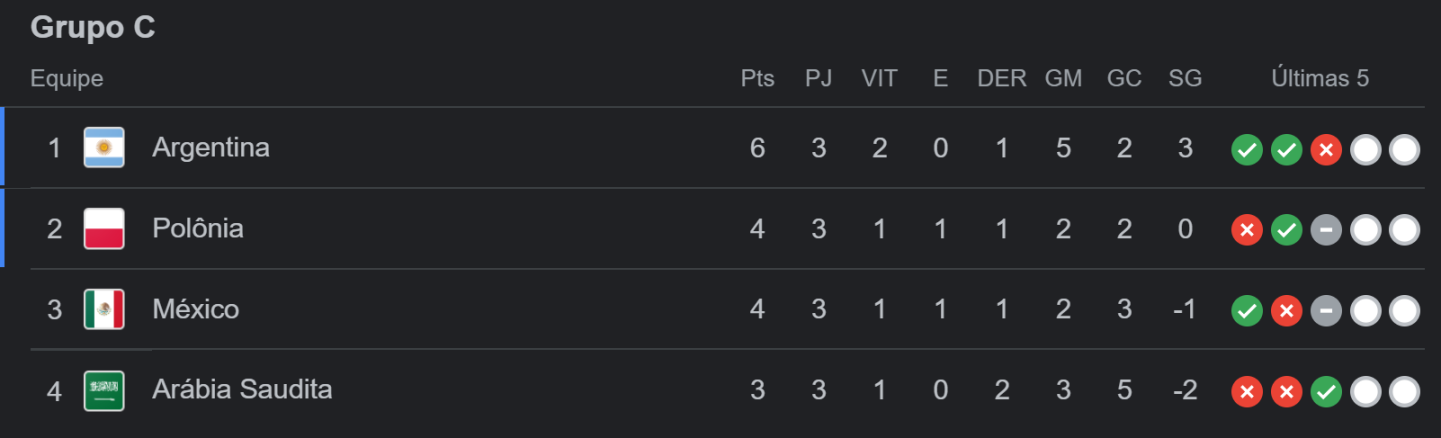 Grupo C
Equipe Pts PJ VIT E DER GM GC SG Últimas 5
1 Argentina 6 3 2 0 1 5 2 3
2 Polônia 4 3 1 1 1 2 2 0
3 México 4 3 1 1 1 2 3 -1
4 Arábia Saudita 3 3 1 0 2 3 5 -2